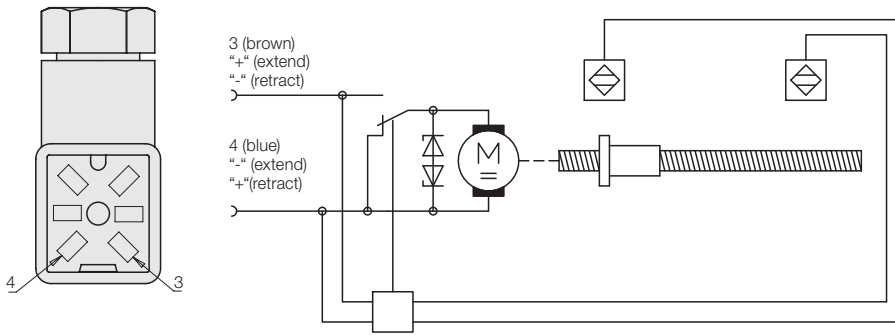 3 (brown)
“+“ (extend)
“-“ (retract)
4 (blue)
“-“ (extend)
“+“(retract)
M
=
4
3